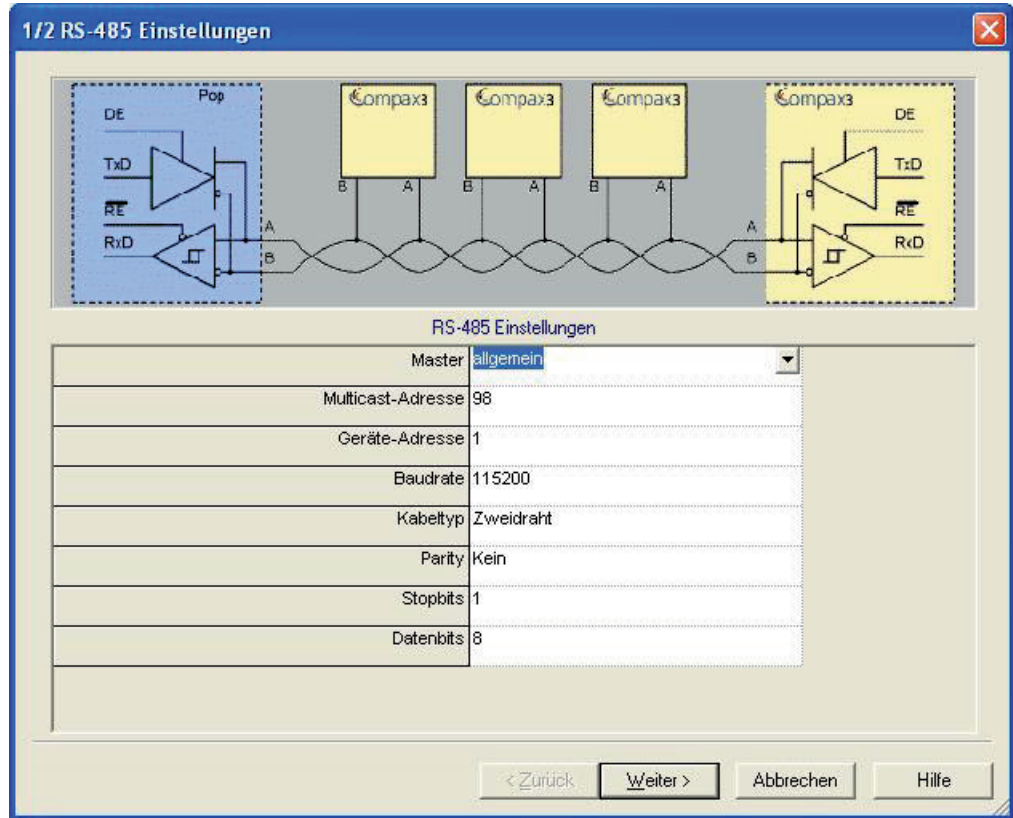 1/2 RS-485 Einstellungen
Pop
Compax3
Compax3
Compax3
Compax3
DE
DE
TxD
TxD
B A
B A
B A
RE
RE
RxD
A
A
RxD
B
B
RS-485 Einstellungen
Master allgemein
Multicast-Adresse 98
Geräte-Adresse 1
Baudrate 115200
Kabeltyp Zweidraht
Parity Kein
Stopbits 1
Datenbits 8
< Zurück
Weiter >
Abbrechen
Hilfe